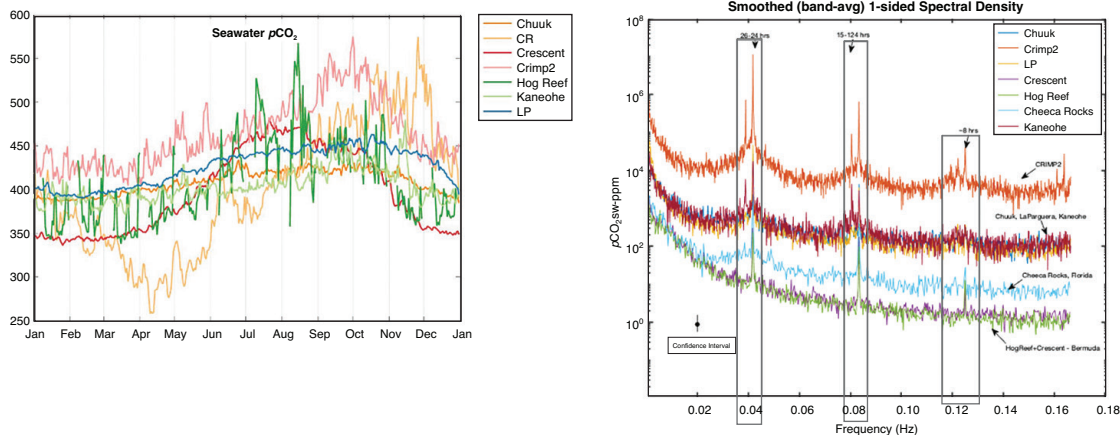 Seawater pCO2
600
550
500
450
400
350
300
250
Jan
Feb
Mar
Apr
May
Jun
Jul
Aug
Sep
Oct
Nov
Dec
Jan
Chuuk
CR
Crescent
Crimp2
Hog Reef
Kaneohe
LP
Smoothed (band-avg) 1-sided Spectral Density
pCO2sw-ppm
10^8
10^6
10^4
10^2
10^0
26-24 hrs
15-124 hrs
~8 hrs
Chuuk
Crimp2
LP
Crescent
Hog Reef
Cheeca Rocks
Kaneohe
CRIMP2
Chuuk, LaParguera, Kaneohe
Cheeca Rocks, Florida
HogReef+Crescent - Bermuda
Confidence Interval
0.02
0.04
0.06
0.08
0.10
0.12
0.14
0.16
0.18
Frequency (Hz)